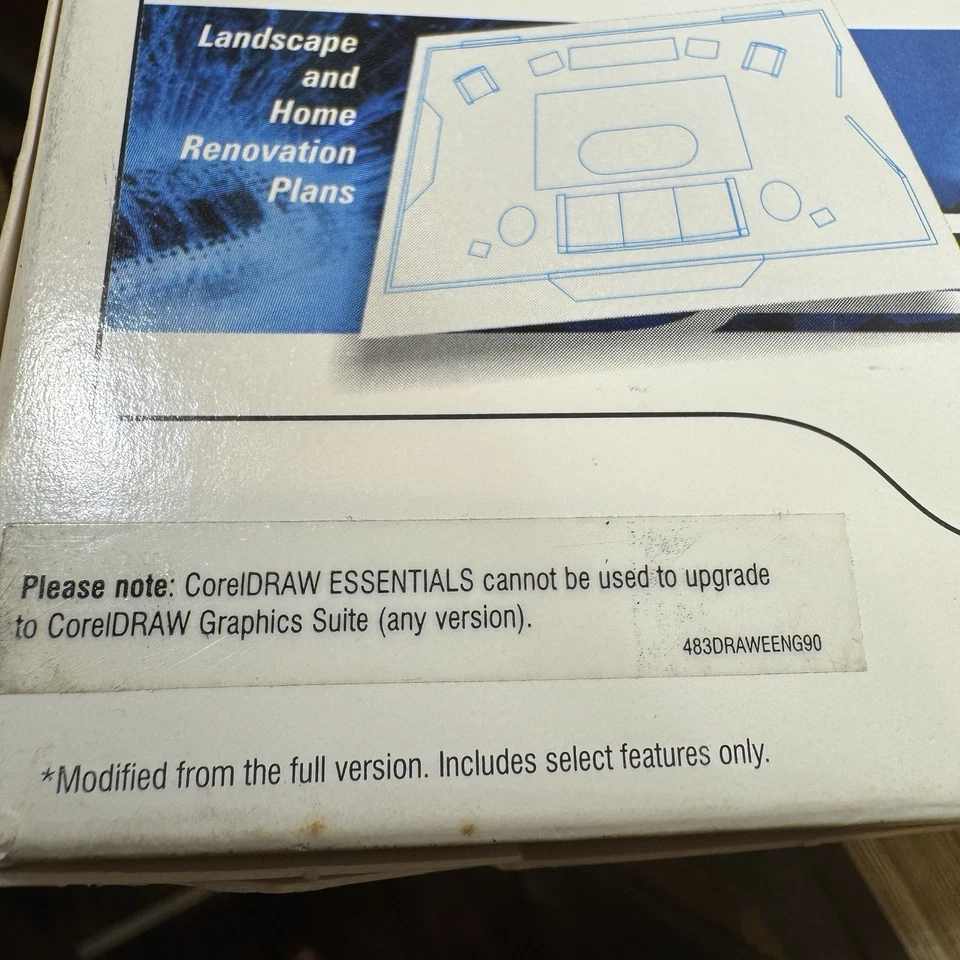 Landscape
and
Home
Renovation
Plans
Please note: CorelDRAW ESSENTIALS cannot be used to upgrade
to CorelDRAW Graphics Suite (any version).
483DRAWEENG90
*Modified from the full version. Includes select features only.